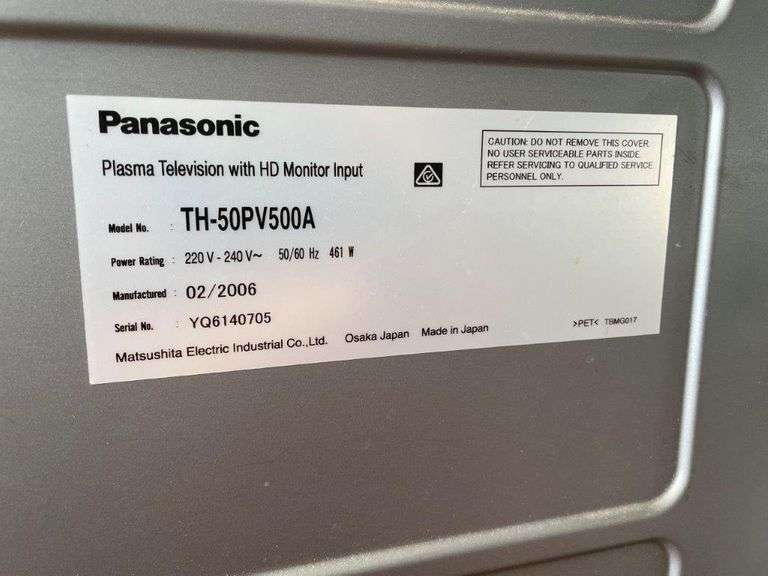 Panasonic
Plasma Television with HD Monitor Input
CAUTION: DO NOT REMOVE THIS COVER.
NO USER SERVICEABLE PARTS INSIDE.
REFER SERVICING TO QUALIFIED SERVICE
PERSONNEL ONLY.
Model No. : TH-50PV500A
Power Rating : 220 V - 240 V~ 50/60 Hz 461 W
Manufactured : 02/2006
Serial No. : YQ6140705
Matsushita Electric Industrial Co.,Ltd. Osaka Japan Made in Japan
>PET< TBMG017